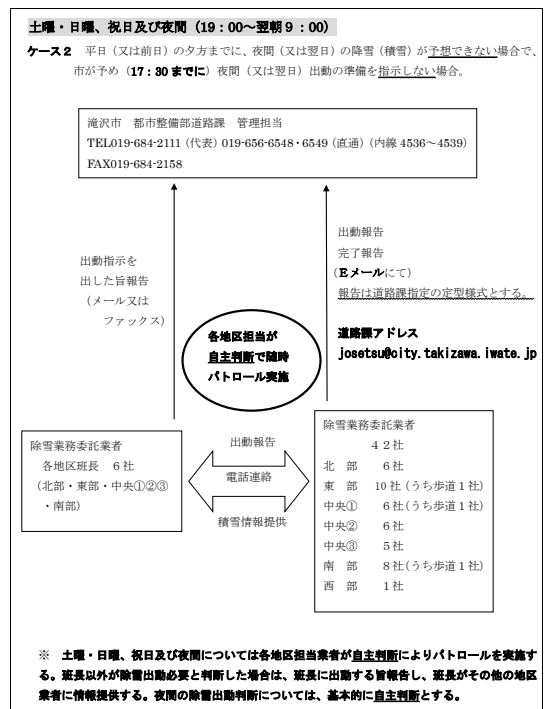 土曜・日曜、祝日及び夜間（19：00～翌朝9：00）
ケース2　平日（又は前日）の夕方までに、夜間（又は翌日）の降雪（積雪）が予想できない場合で、
市が予め（17：30までに）夜間（又は翌日）出動の準備を指示しない場合。
滝沢市　都市整備部道路課　管理担当
TEL019-684-2111（代表）019-656-6548・6549（直通）（内線4536～4539）
FAX019-684-2158
出動指示を
出した旨報告
（メール又は
ファックス）
出動報告
完了報告
（Eメールにて）
報告は道路課指定の定型様式とする。
道路課アドレス
josetsu@city.takizawa.iwate.jp
各地区担当が
自主判断で随時
パトロール実施
除雪業務委託業者
各地区班長　6社
（北部・東部・中央①②③
・南部）
出動報告
電話連絡
積雪情報提供
除雪業務委託業者
42社
北　部　6社
東　部　10社（うち歩道1社）
中央①　6社（うち歩道1社）
中央②　6社
中央③　5社
南　部　8社（うち歩道1社）
西　部　1社
※　土曜・日曜、祝日及び夜間については各地区担当業者が自主判断によりパトロールを実施す
る。班長以外が除雪出動必要と判断した場合は、班長に出動する旨報告し、班長がその他の地区
業者に情報提供する。夜間の除雪出動判断については、基本的に自主判断とする。